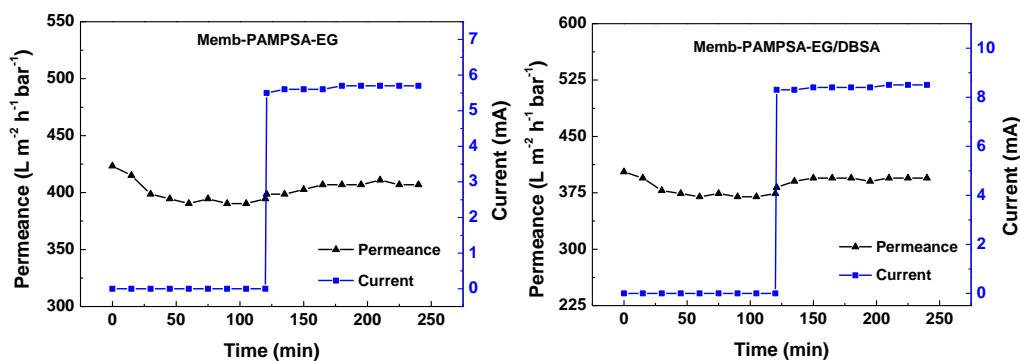 Memb-PAMPSA-EG
Permeance (L m⁻² h⁻¹ bar⁻¹)
550
500
450
400
350
300
7
6
5
4
3
2
1
0
Current (mA)
Permeance
Current
0 50 100 150 200 250
Time (min)
Memb-PAMPSA-EG/DBSA
Permeance (L m⁻² h⁻¹ bar⁻¹)
600
525
450
375
300
225
10
8
6
4
2
0
Current (mA)
Permeance
Current
0 50 100 150 200 250
Time (min)